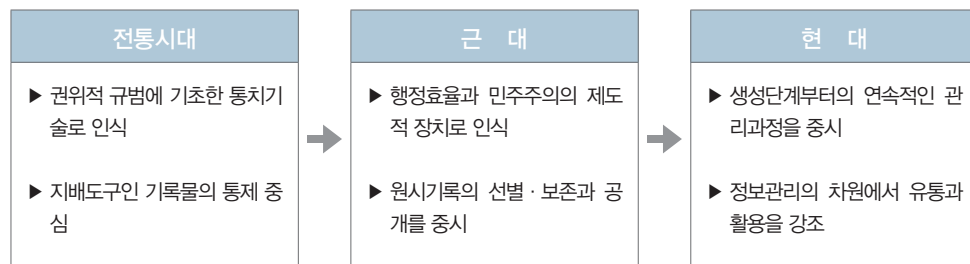 전통시대
▶ 권위적 규범에 기초한 통치기
술로 인식
▶ 지배도구인 기록물의 통제 중
심
근 대
▶ 행정효율과 민주주의의 제도
적 장치로 인식
▶ 원시기록의 선별 · 보존과 공
개를 중시
현 대
▶ 생성단계부터의 연속적인 관
리과정을 중시
▶ 정보관리의 차원에서 유통과
활용을 강조